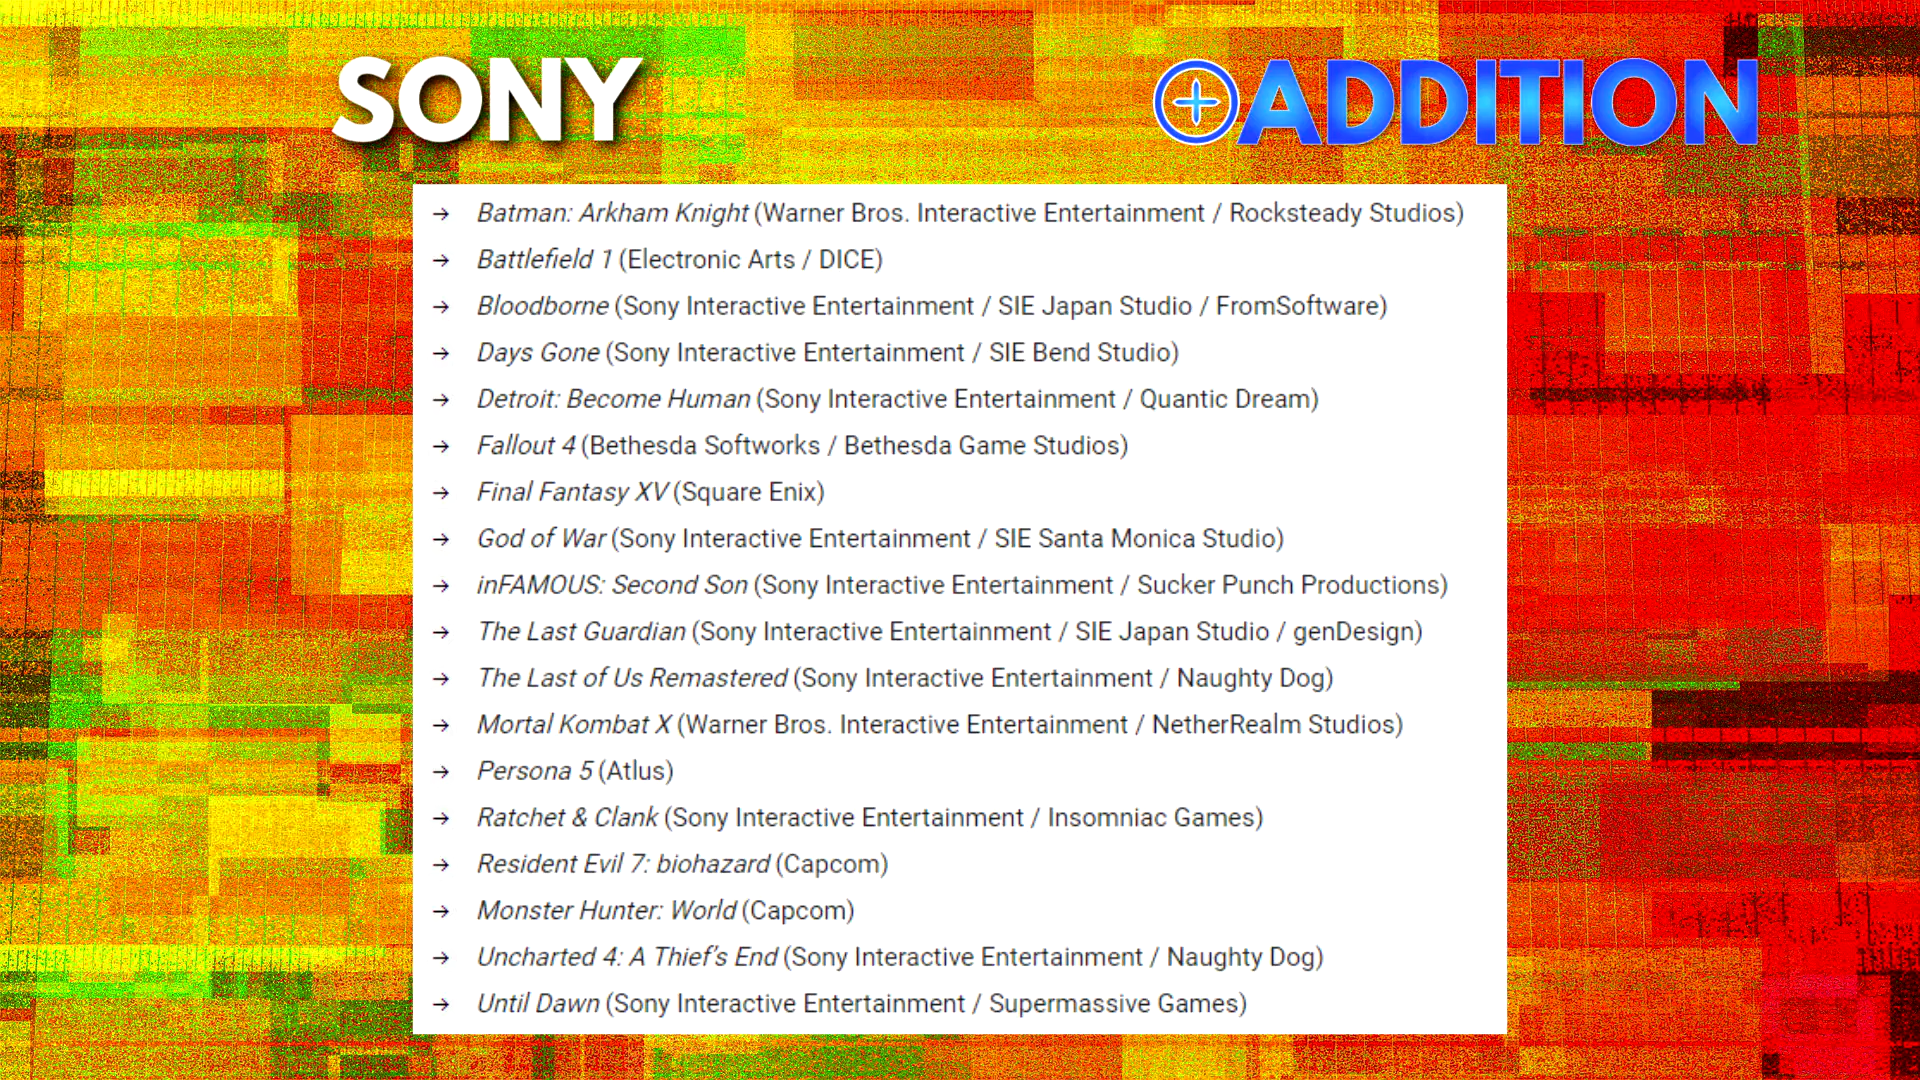 SONY
ADDITION
→ Batman: Arkham Knight (Warner Bros. Interactive Entertainment / Rocksteady Studios)
→ Battlefield 1 (Electronic Arts / DICE)
→ Bloodborne (Sony Interactive Entertainment / SIE Japan Studio / FromSoftware)
→ Days Gone (Sony Interactive Entertainment / SIE Bend Studio)
→ Detroit: Become Human (Sony Interactive Entertainment / Quantic Dream)
→ Fallout 4 (Bethesda Softworks / Bethesda Game Studios)
→ Final Fantasy XV (Square Enix)
→ God of War (Sony Interactive Entertainment / SIE Santa Monica Studio)
→ inFAMOUS: Second Son (Sony Interactive Entertainment / Sucker Punch Productions)
→ The Last Guardian (Sony Interactive Entertainment / SIE Japan Studio / genDesign)
→ The Last of Us Remastered (Sony Interactive Entertainment / Naughty Dog)
→ Mortal Kombat X (Warner Bros. Interactive Entertainment / NetherRealm Studios)
→ Persona 5 (Atlus)
→ Ratchet & Clank (Sony Interactive Entertainment / Insomniac Games)
→ Resident Evil 7: biohazard (Capcom)
→ Monster Hunter: World (Capcom)
→ Uncharted 4: A Thief’s End (Sony Interactive Entertainment / Naughty Dog)
→ Until Dawn (Sony Interactive Entertainment / Supermassive Games)